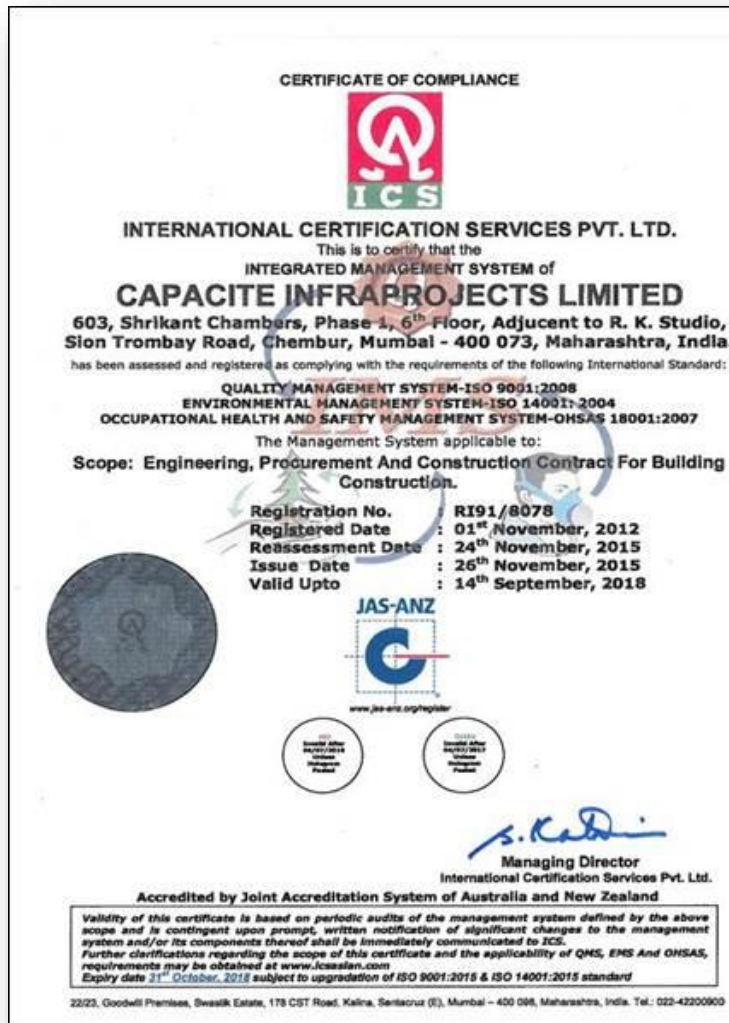 CERTIFICATE OF COMPLIANCE
ICS
INTERNATIONAL CERTIFICATION SERVICES PVT. LTD.
This is to certify that the
INTEGRATED MANAGEMENT SYSTEM of
CAPACITE INFRAPROJECTS LIMITED
603, Shrikant Chambers, Phase 1, 6th Floor, Adjucent to R. K. Studio,
Sion Trombay Road, Chembur, Mumbai - 400 073, Maharashtra, India
has been assessed and registered as complying with the requirements of the following International Standard:
QUALITY MANAGEMENT SYSTEM-ISO 9001:2008
ENVIRONMENTAL MANAGEMENT SYSTEM-ISO 14001: 2004
OCCUPATIONAL HEALTH AND SAFETY MANAGEMENT SYSTEM-OHSAS 18001:2007
IMS
The Management System applicable to:
Scope: Engineering, Procurement And Construction Contract For Building
Construction.
Registration No. : RI91/8078
Registered Date : 01st November, 2012
Reassessment Date : 24th November, 2015
Issue Date : 26th November, 2015
Valid Upto : 14th September, 2018
JAS-ANZ
www.jas-anz.org/register
Invalid After
Unless
Hologram
Pasted
Invalid After
Unless
Hologram
Pasted
Managing Director
International Certification Services Pvt. Ltd.
Accredited by Joint Accreditation System of Australia and New Zealand
Validity of this certificate is based on periodic audits of the management system defined by the above
scope and is contingent upon prompt, written notification of significant changes to the management
system and/or its components thereof shall be immediately communicated to ICS.
Further clarifications regarding the scope of this certificate and the applicability of QMS, EMS And OHSAS,
requirements may be obtained at www.icsasian.com
Expiry date 31st October, 2018 subject to upgradation of ISO 9001:2015 & ISO 14001:2015 standard
22/23, Goodwill Premises, Swastik Estate, 178 CST Road, Kalina, Santacruz (E), Mumbai - 400 098, Maharashtra, India. Tel.: 022-42200900